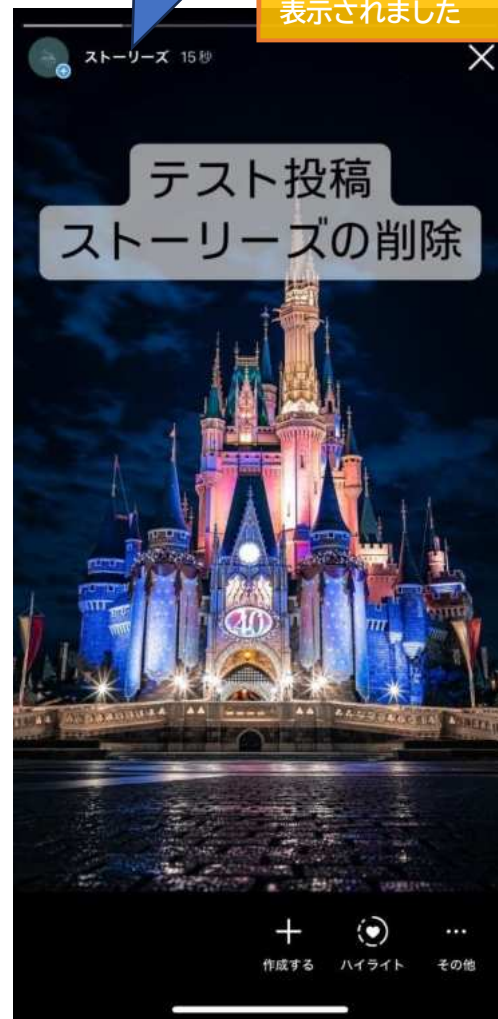 表示されました
ストーリーズ 15秒
テスト投稿
ストーリーズの削除
40
作成する ハイライト その他